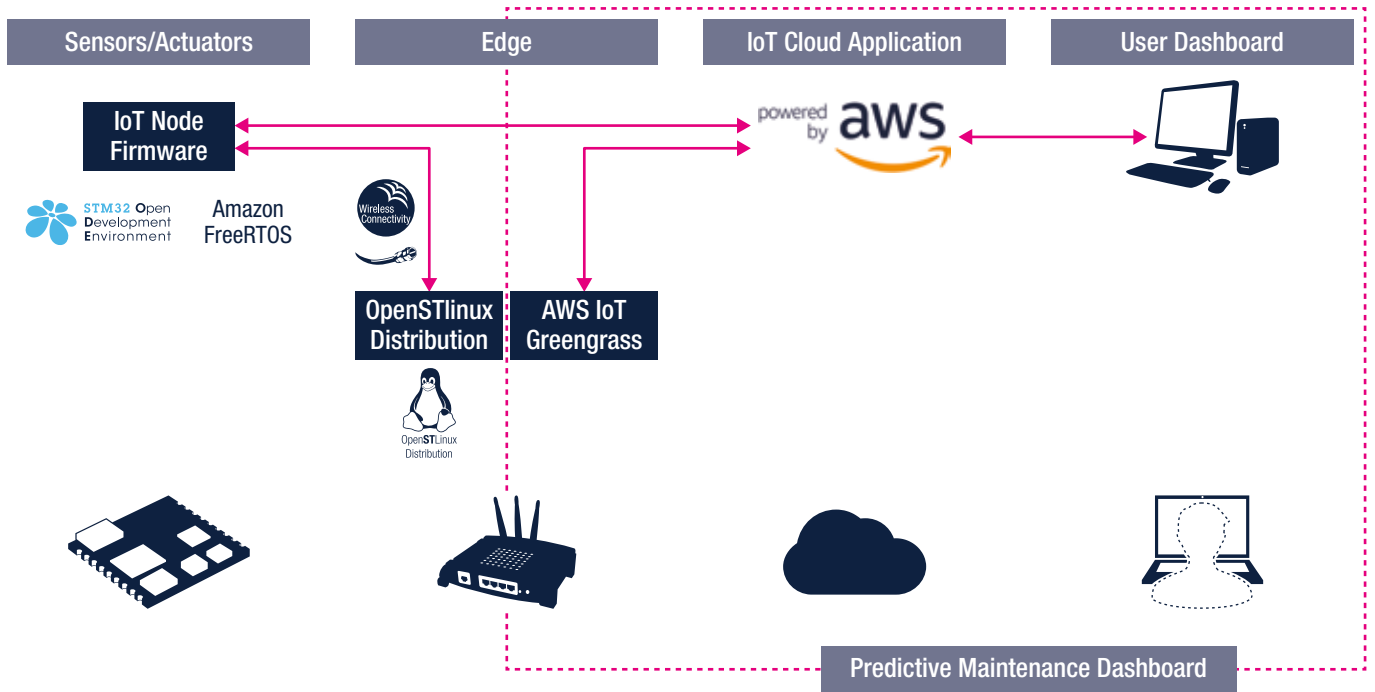 Sensors/Actuators
Edge
IoT Cloud Application
User Dashboard
IoT Node
Firmware
powered
by
aws
STM32 Open
Development
Environment
Amazon
FreeRTOS
Wireless
Connectivity
OpenSTlinux
Distribution
AWS IoT
Greengrass
OpenSTLinux
Distribution
Predictive Maintenance Dashboard